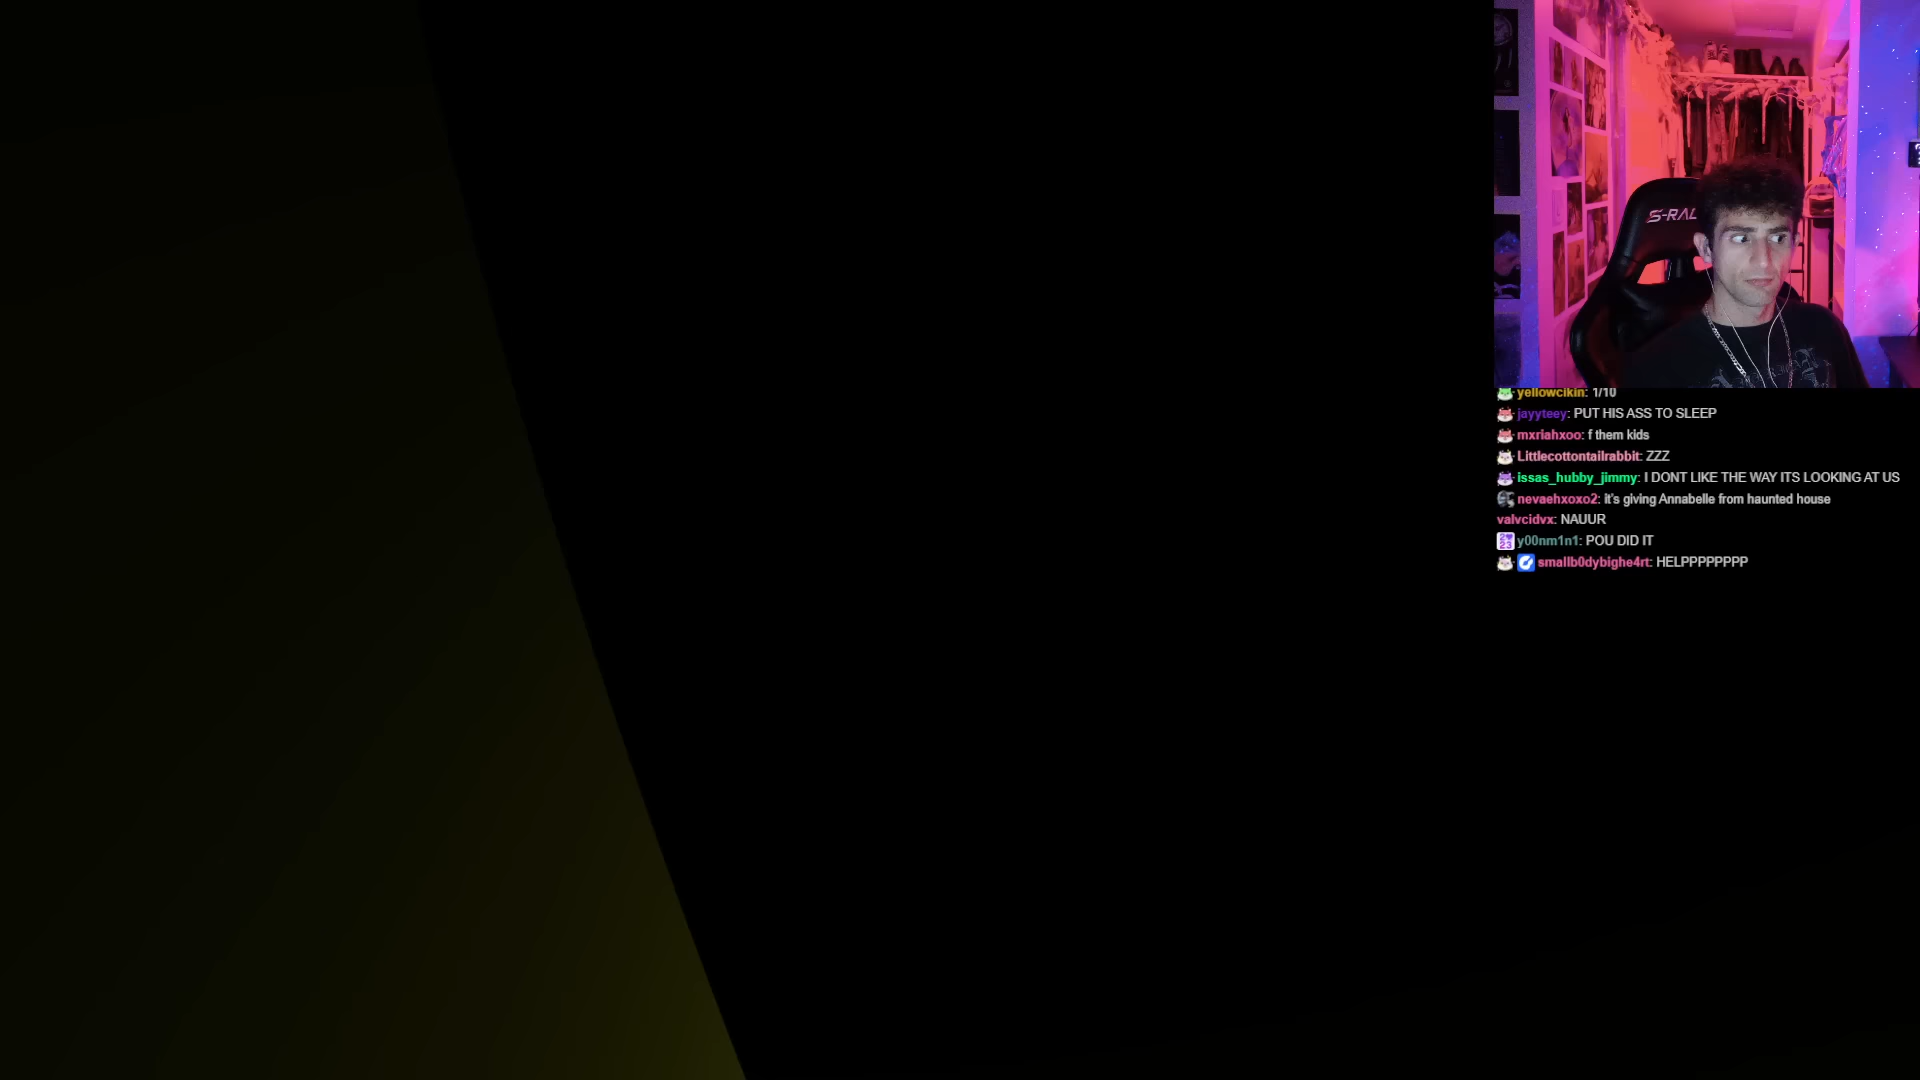 S-RAC
yellowcikin: 1/10
jayyteey: PUT HIS ASS TO SLEEP
mxriahxoo: f them kids
Littlecottontailrabbit: ZZZ
issas_hubby_jimmy: I DONT LIKE THE WAY ITS LOOKING AT US
nevaehxoxo2: it's giving Annabelle from haunted house
valvcidvx: NAUUR
y00nm1n1: POU DID IT
smallb0dybighe4rt: HELPPPPPPPP